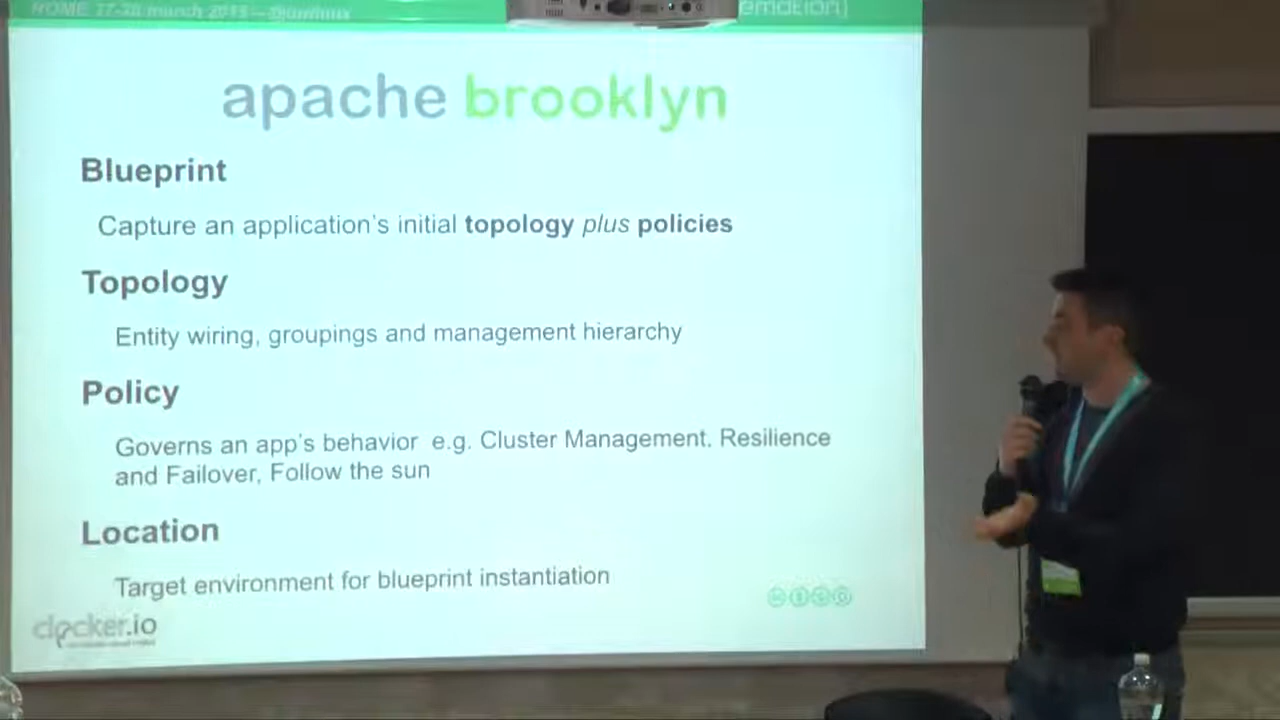 ROME 27-28 march 2015
emotion)
apache brooklyn
Blueprint
Capture an application's initial topology plus policies
Topology
Entity wiring, groupings and management hierarchy
Policy
Governs an app's behavior e.g. Cluster Management, Resilience
and Failover, Follow the sun
Location
Target environment for blueprint instantiation
clocker.io